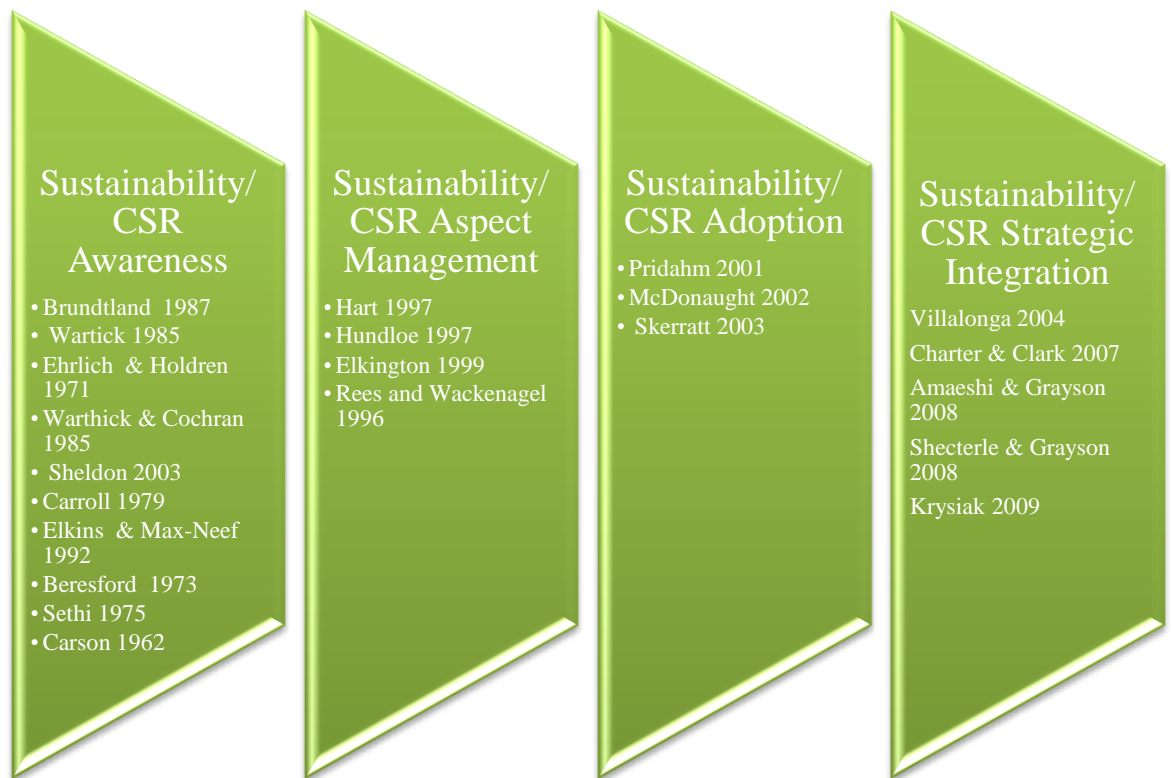 Sustainability/
CSR
Awareness
• Brundtland 1987
• Wartick 1985
• Ehrlich & Holdren
1971
• Warthick & Cochran
1985
• Sheldon 2003
• Carroll 1979
• Elkins & Max-Neef
1992
• Beresford 1973
• Sethi 1975
• Carson 1962
Sustainability/
CSR Aspect
Management
• Hart 1997
• Hundloe 1997
• Elkington 1999
• Rees and Wackenagel
1996
Sustainability/
CSR Adoption
• Pridahm 2001
• McDonaught 2002
• Skerratt 2003
Sustainability/
CSR Strategic
Integration
Villalonga 2004
Charter & Clark 2007
Amaeshi & Grayson
2008
Shecterle & Grayson
2008
Krysiak 2009